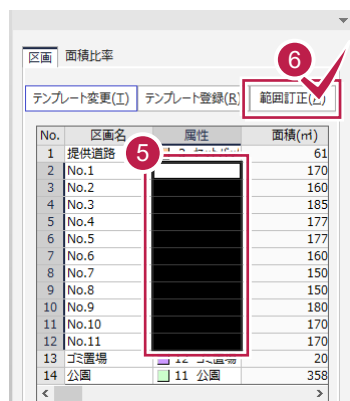 区画 面積比率
6
テンプレート変更(T) テンプレート登録(R) 範囲訂正(
No. 区画名 属性 面積(㎡)
1 提供道路 61
5
2 No.1 170
3 No.2 160
4 No.3 185
5 No.4 177
6 No.5 177
7 No.6 160
8 No.7 150
9 No.8 150
10 No.9 180
11 No.10 170
12 No.11 170
13 ゴミ置場 12 ゴミ置場 20
14 公園 11 公園 358